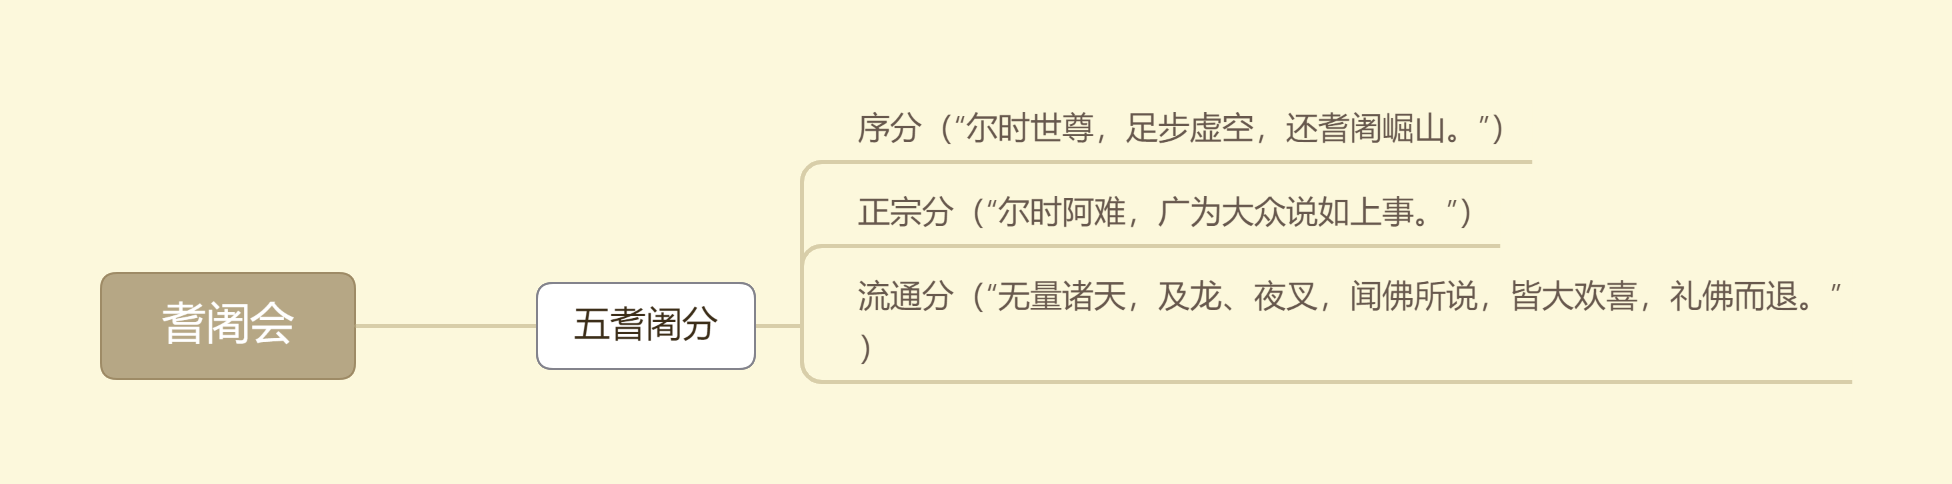 耆阇会
五耆阇分
序分（“尔时世尊，足步虚空，还耆阇崛山。”）
正宗分（“尔时阿难，广为大众说如上事。”）
流通分（“无量诸天，及龙、夜叉，闻佛所说，皆大欢喜，礼佛而退。”
）